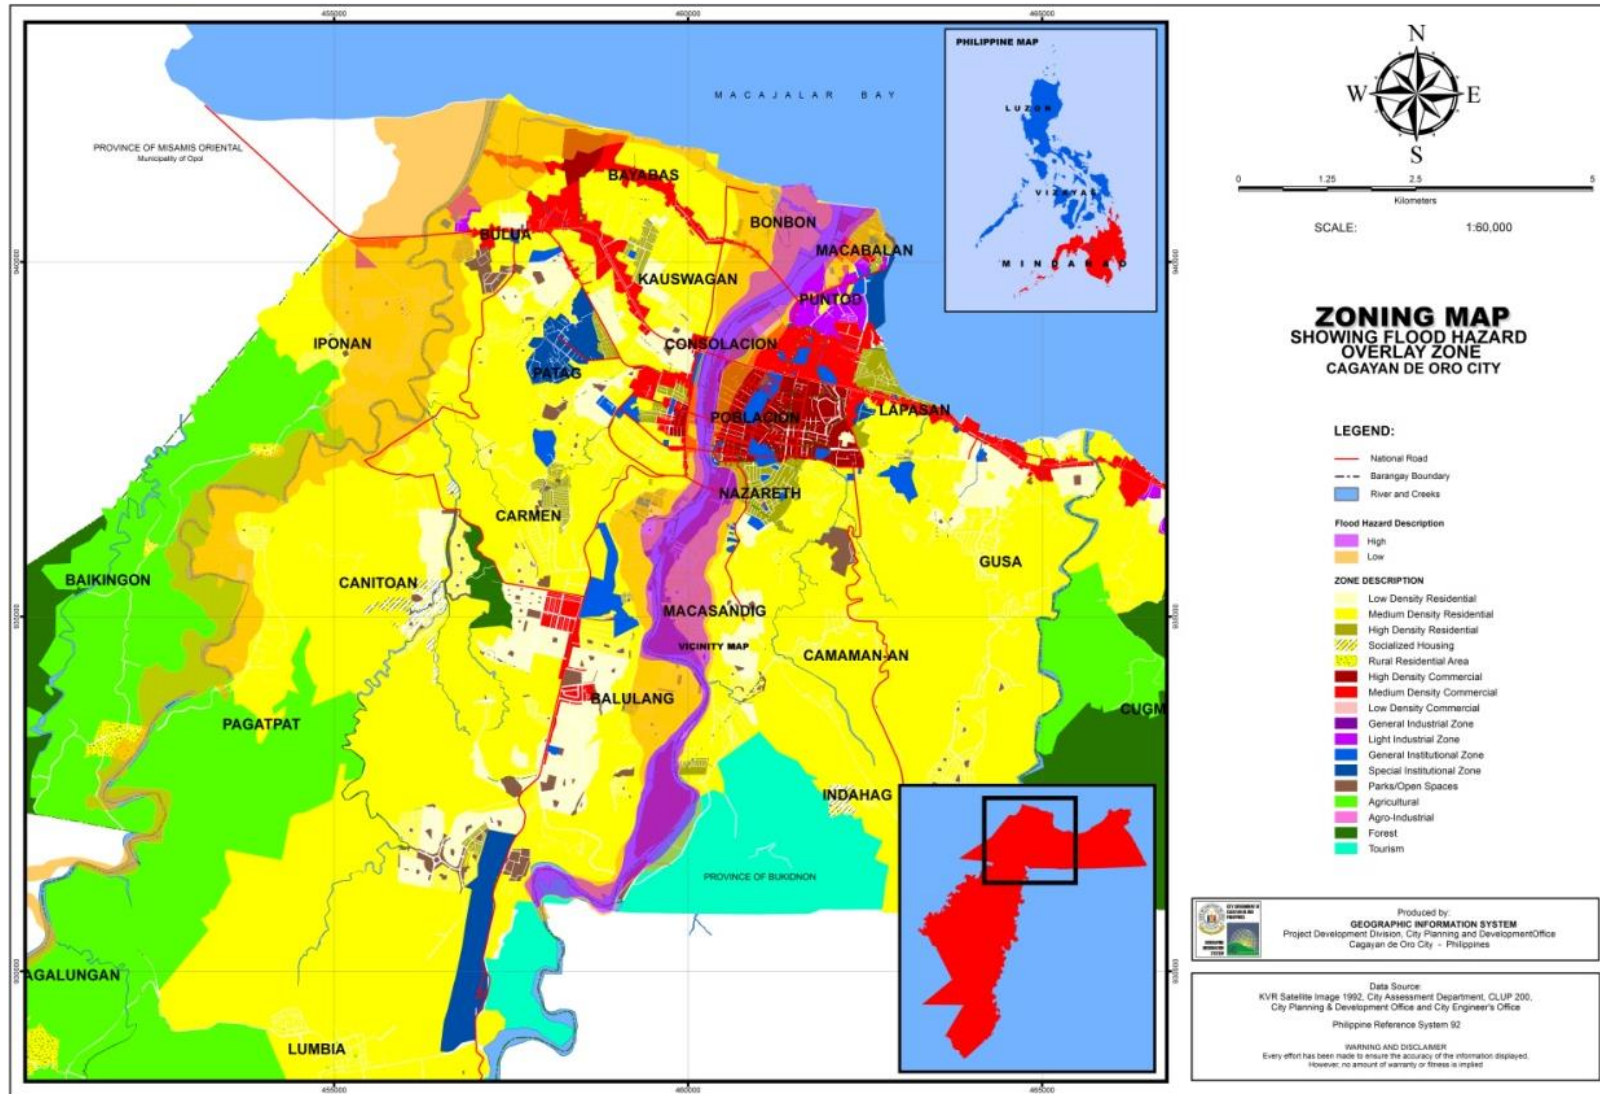 455000
460000
465000
MACAJALAR BAY
PROVINCE OF MISAMIS ORIENTAL
Municipality of Opol
PHILIPPINE MAP
LUZON
VIZAYAS
MINDANAO
BAYABAS
BULUA
BONBON
MACABALAN
KAUSWAGAN
PUNTOD
IPONAN
CONSOLACION
PATAG
POBLACION
LAPASAN
NAZARETH
CARMEN
GUSA
BAIKINGON
CANITOAN
MACASANDIG
VICINITY MAP
CAMAMAN-AN
BALULANG
CUGM
PAGATPAT
INDAHAG
PROVINCE OF BUKIDNON
AGALUNGAN
LUMBIA
940000
940000
935000
935000
930000
930000
455000
460000
465000
N
W
E
S
0
1.25
2.5
5
Kilometers
SCALE:
1:60,000
ZONING MAP
SHOWING FLOOD HAZARD
OVERLAY ZONE
CAGAYAN DE ORO CITY
LEGEND:
National Road
Barangay Boundary
River and Creeks
Flood Hazard Description
High
Low
ZONE DESCRIPTION
Low Density Residential
Medium Density Residential
High Density Residential
Socialized Housing
Rural Residential Area
High Density Commercial
Medium Density Commercial
Low Density Commercial
General Industrial Zone
Light Industrial Zone
General Institutional Zone
Special Institutional Zone
Parks/Open Spaces
Agricultural
Agro-Industrial
Forest
Tourism
Produced by:
GEOGRAPHIC INFORMATION SYSTEM
Project Development Division, City Planning and DevelopmentOffice
Cagayan de Oro City - Philippines
Data Source:
KVR Satellite Image 1992, City Assessment Department, CLUP 200,
City Planning & Development Office and City Engineer's Office
Philippine Reference System 92
WARNING AND DISCLAIMER
Every effort has been made to ensure the accuracy of the information displayed.
However, no amount of warranty or fitness is implied